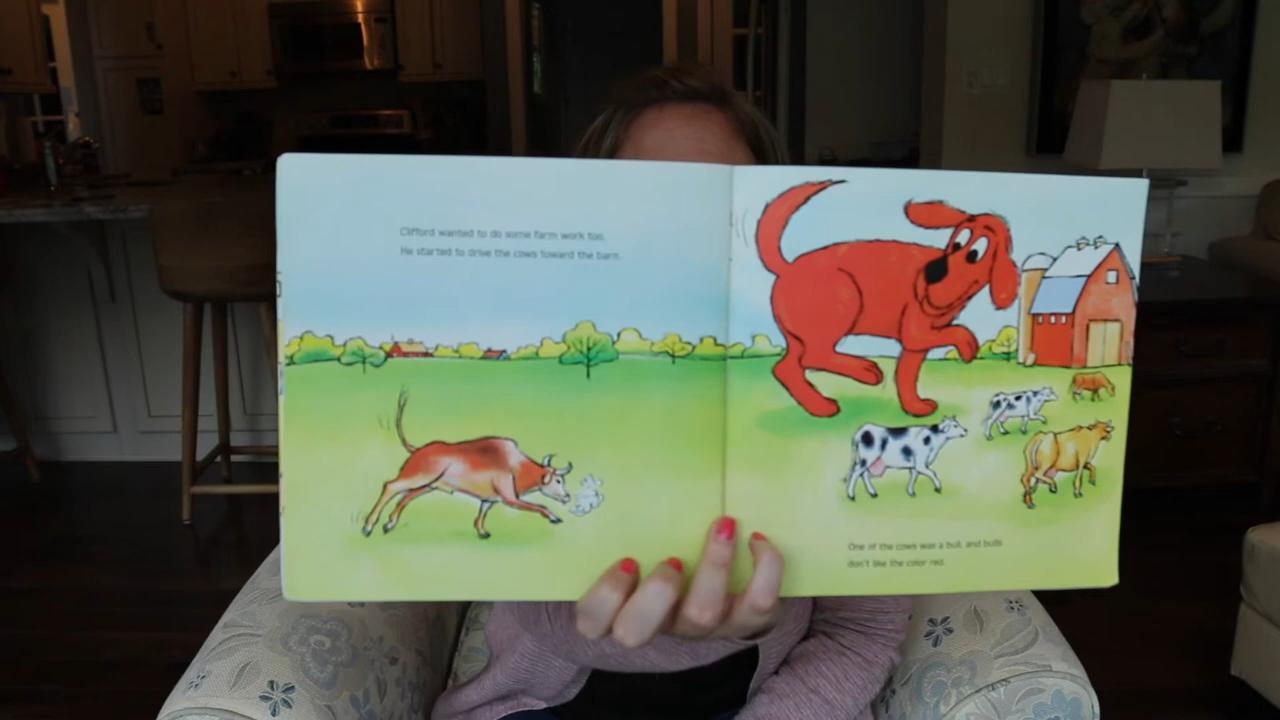 Clifford wanted to do some farm work too.
He started to drive the cows toward the barn.
One of the cows was a bull, and bulls
don't like the color red.